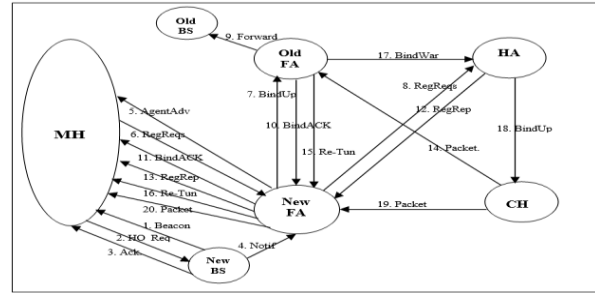 Old
BS
9. Forward
Old
FA
17. BindWar
HA
7. BindUp
8. RegReqs
5. AgentAdv
12. RegRep
MH
6. RegReqs
10. BindACK
18. BindUp
11. BindACK
15. Re-Tun
14. Packet.
13. RegRep
16. Re-Tun
New
FA
19. Packet
CH
20. Packet
1. Beacon
2. HO_Req
4. Notif
3. Ack.
New
BS